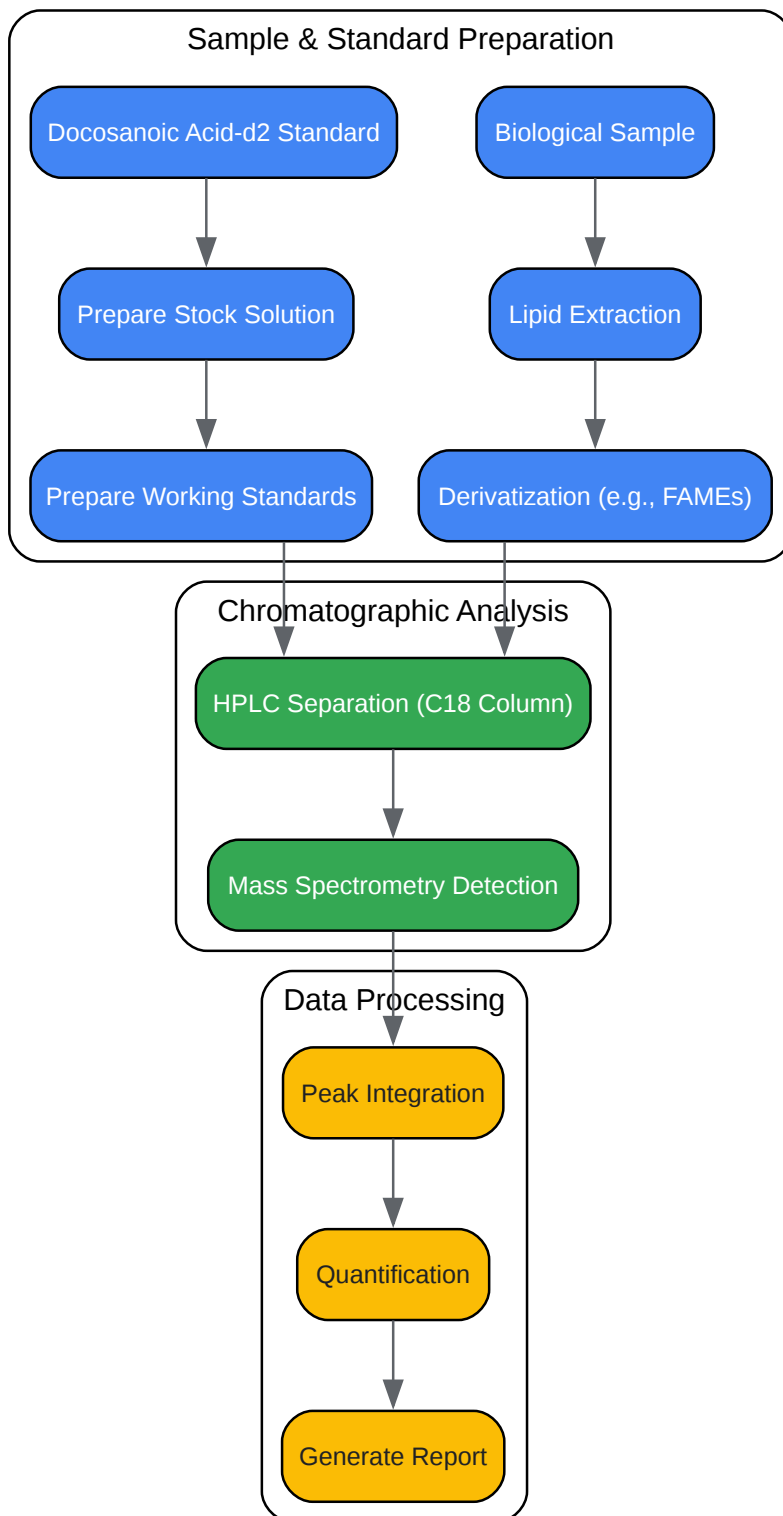 Sample & Standard Preparation
Docosanoic Acid-d2 Standard
Biological Sample
Prepare Stock Solution
Lipid Extraction
Prepare Working Standards
Derivatization (e.g., FAMEs)
Chromatographic Analysis
HPLC Separation (C18 Column)
Mass Spectrometry Detection
Data Processing
Peak Integration
Quantification
Generate Report